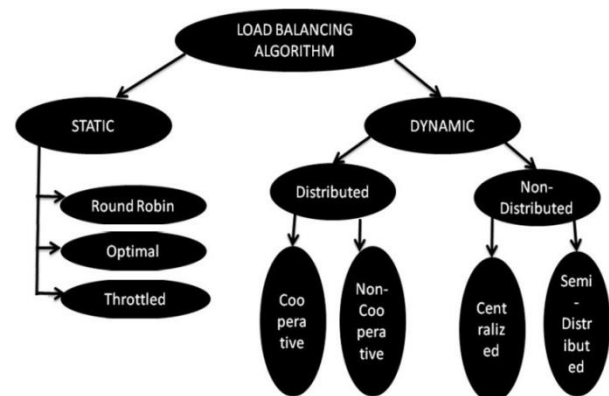 LOAD BALANCING
ALGORITHM
STATIC
DYNAMIC
Round Robin
Optimal
Throttled
Distributed
Non-
Distributed
Coo
pera
tive
Non-
Coo
pera
tive
Cent
raliz
ed
Semi
-
Distr
ibut
ed